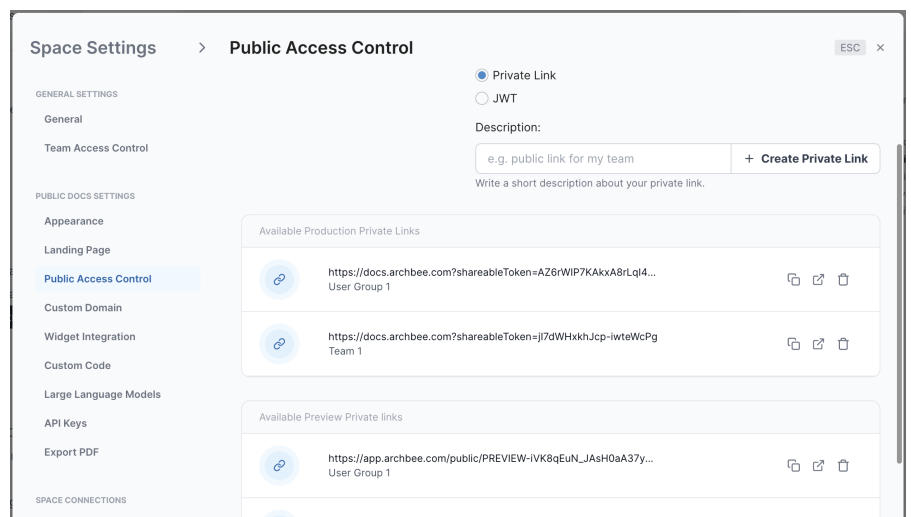 Space Settings > Public Access Control ESC ×
GENERAL SETTINGS
General
Team Access Control
PUBLIC DOCS SETTINGS
Appearance
Landing Page
Public Access Control
Custom Domain
Widget Integration
Custom Code
Large Language Models
API Keys
Export PDF
SPACE CONNECTIONS
Private Link
JWT
Description:
e.g. public link for my team + Create Private Link
Write a short description about your private link.
Available Production Private Links
https://docs.archbee.com?shareableToken=AZ6rWlP7KAkxA8rLql4...
User Group 1
https://docs.archbee.com?shareableToken=jl7dWHxkhJcp-iwteWcPg
Team 1
Available Preview Private links
https://app.archbee.com/public/PREVIEW-iVK8qEuN_JAsH0aA37y...
User Group 1